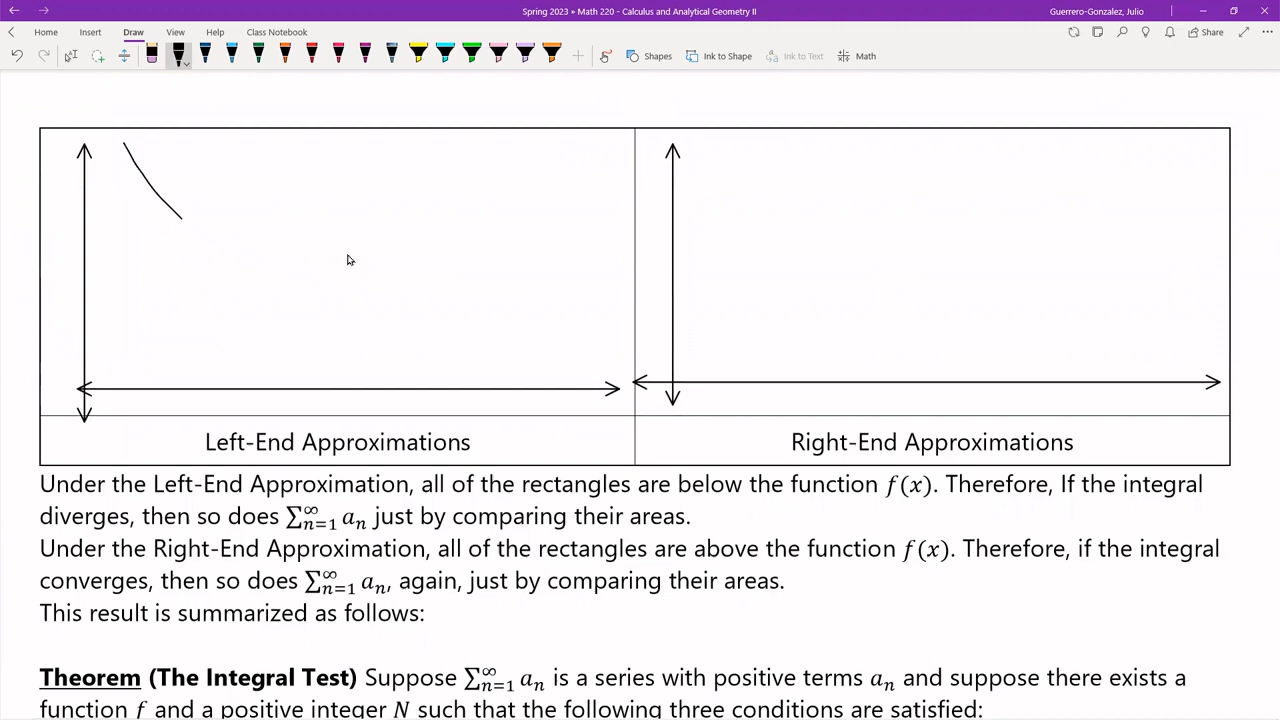 Spring 2023 » Math 220 - Calculus and Analytical Geometry II
Guerrero-Gonzalez, Julio
Home Insert Draw View Help Class Notebook
Share
Shapes Ink to Shape Ink to Text Math
Left-End Approximations
Right-End Approximations
Under the Left-End Approximation, all of the rectangles are below the function f(x). Therefore, If the integral
diverges, then so does ∑_{n=1}^{∞} a_n just by comparing their areas.
Under the Right-End Approximation, all of the rectangles are above the function f(x). Therefore, if the integral
converges, then so does ∑_{n=1}^{∞} a_n, again, just by comparing their areas.
This result is summarized as follows:
Theorem (The Integral Test) Suppose ∑_{n=1}^{∞} a_n is a series with positive terms a_n and suppose there exists a
function f and a positive integer N such that the following three conditions are satisfied: